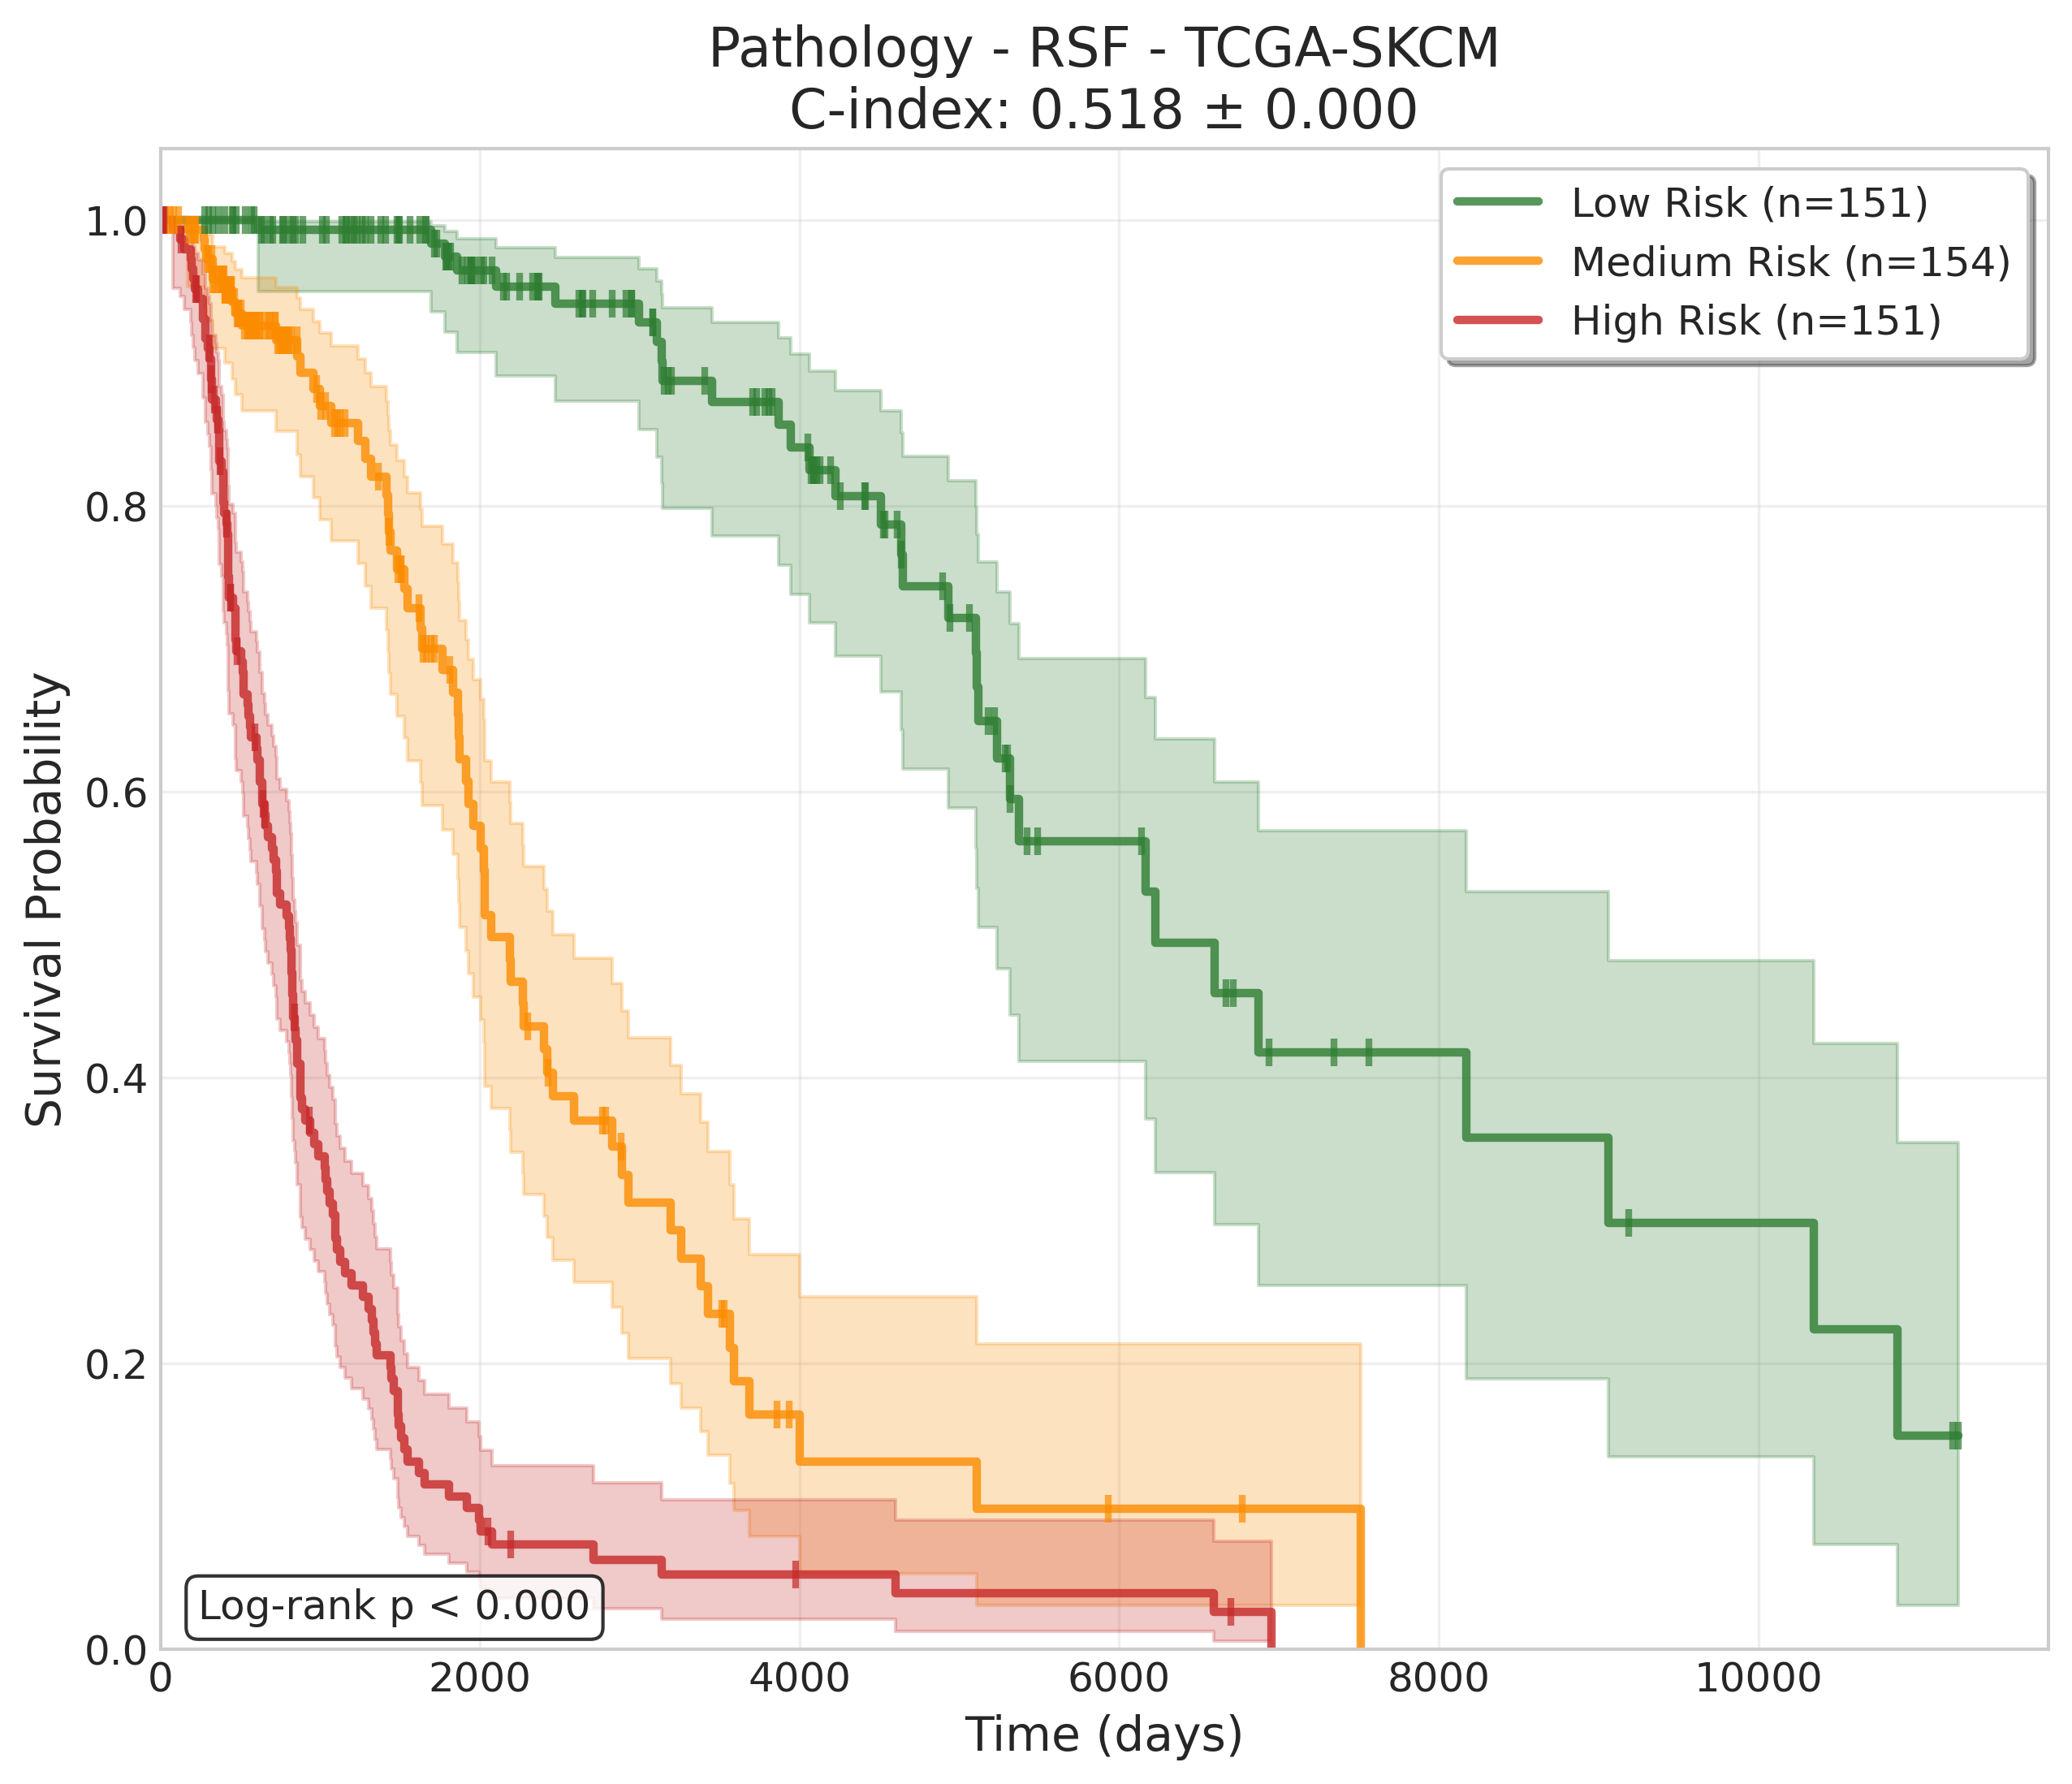 Pathology - RSF - TCGA-SKCM
C-index: 0.518 ± 0.000
Low Risk (n=151)
Medium Risk (n=154)
High Risk (n=151)
Survival Probability
1.0
0.8
0.6
0.4
0.2
0.0
Log-rank p < 0.000
0 2000 4000 6000 8000 10000
Time (days)